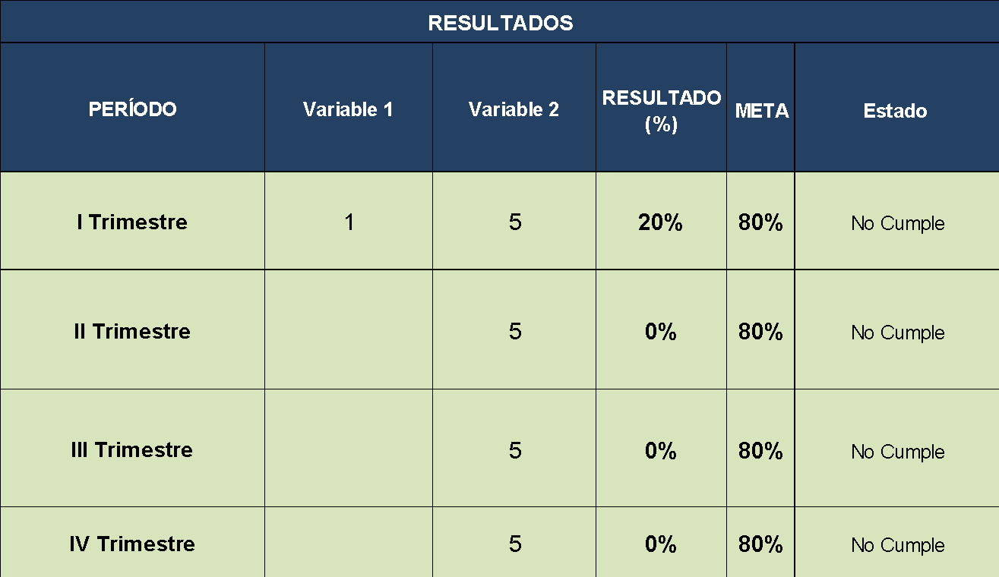 RESULTADOS
PERÍODO Variable 1 Variable 2 RESULTADO (%) META Estado
I Trimestre 1 5 20% 80% No Cumple
II Trimestre 5 0% 80% No Cumple
III Trimestre 5 0% 80% No Cumple
IV Trimestre 5 0% 80% No Cumple